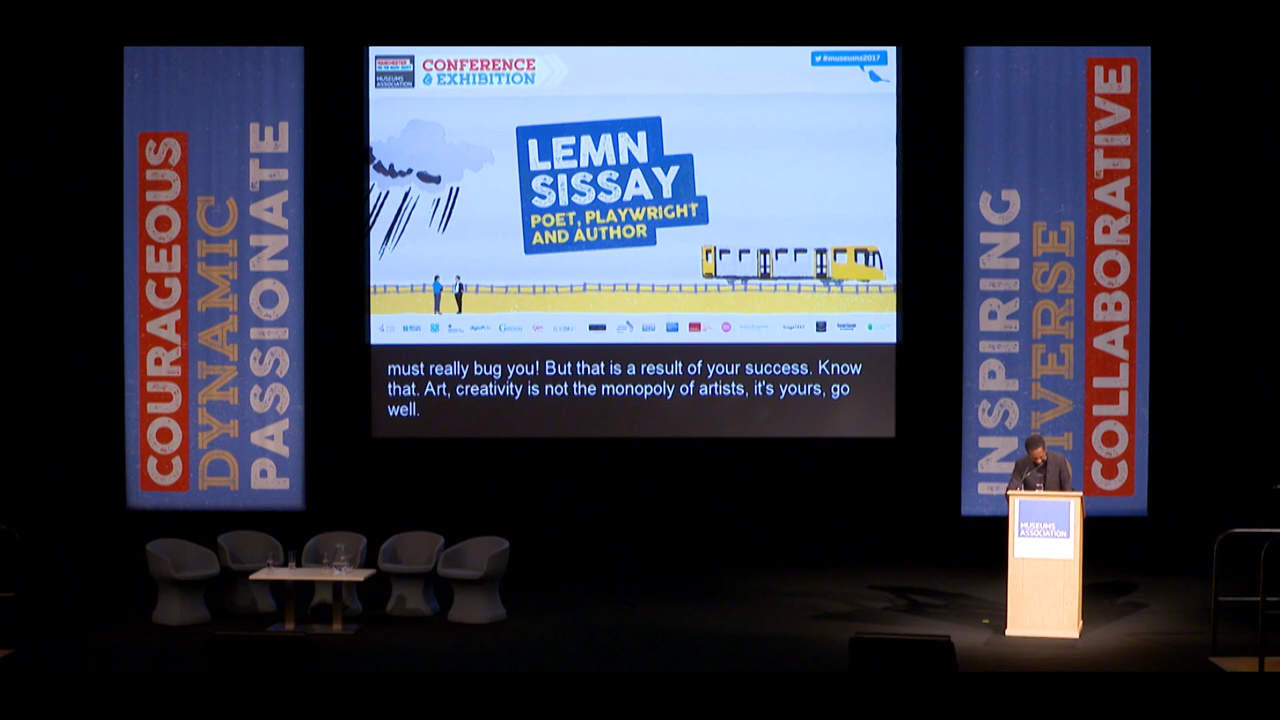 COURAGEOUS
DYNAMIC
PASSIONATE
MUSEUMS
ASSOCIATION
CONFERENCE
& EXHIBITION
#museums2017
LEMN
SISSAY
POET, PLAYWRIGHT
AND AUTHOR
must really bug you! But that is a result of your success. Know
that. Art, creativity is not the monopoly of artists, it's yours, go
well.
INSPIRING
IVERSE
COLLABORATIVE
MUSEUMS
ASSOCIATION